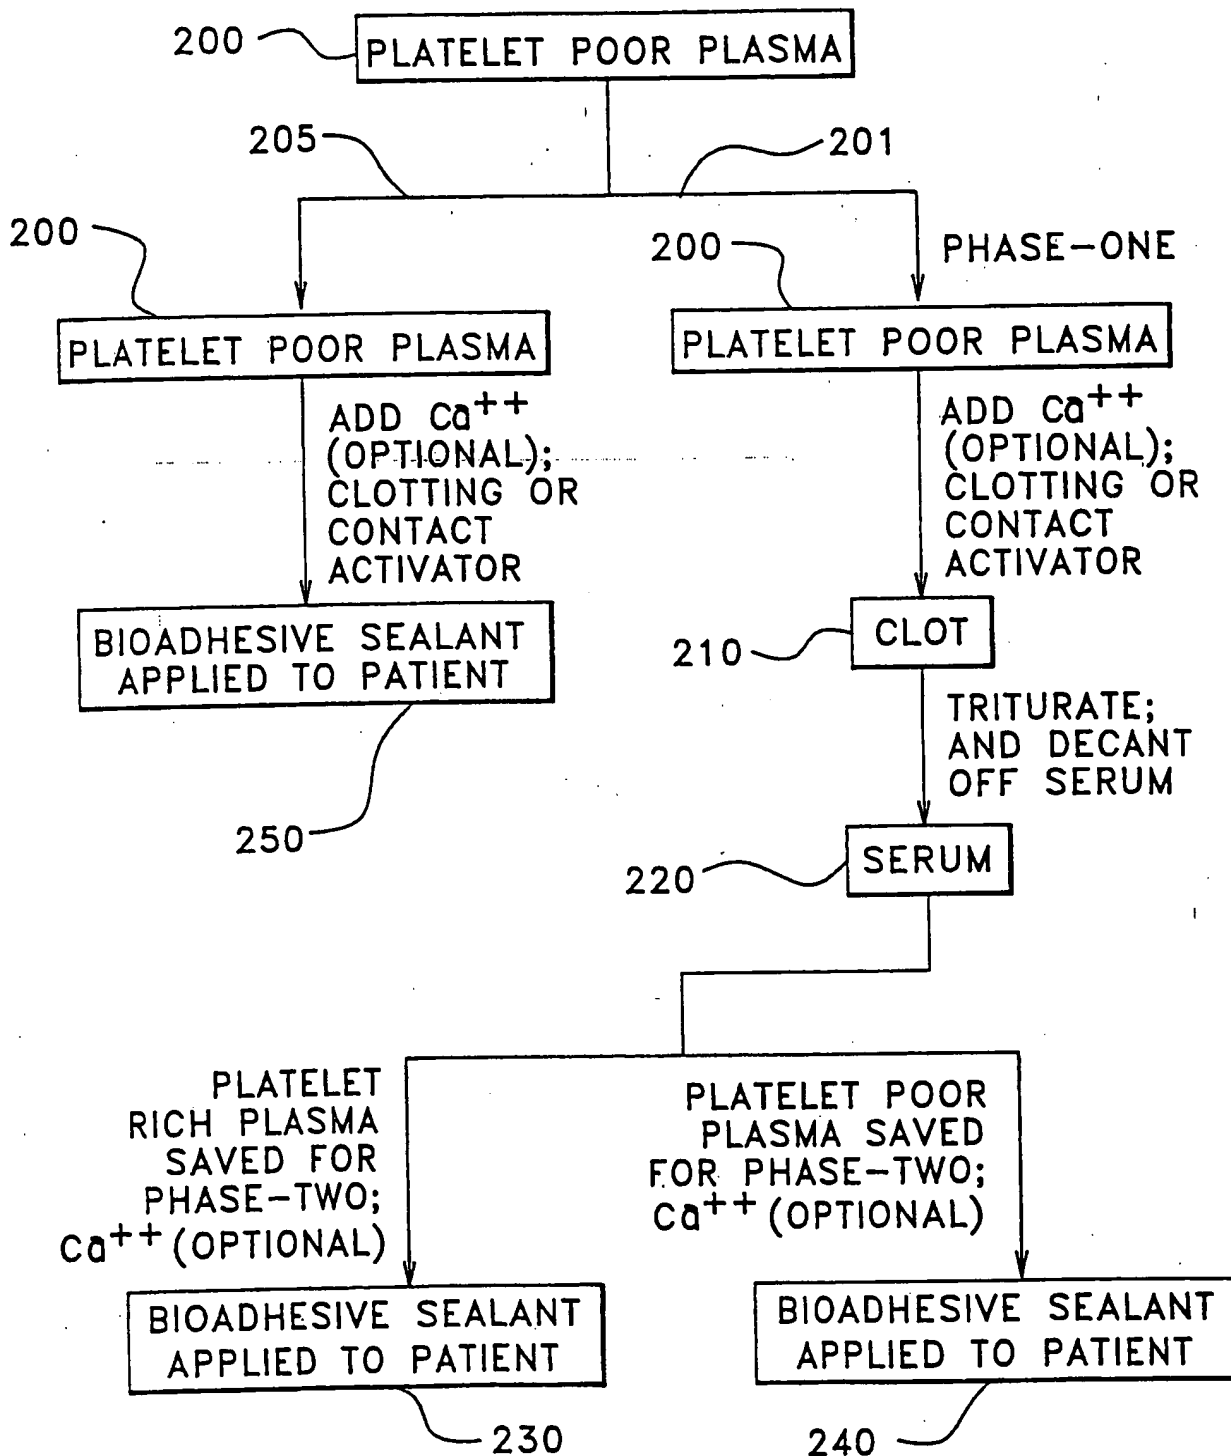 200
PLATELET POOR PLASMA
205
201
200
200
PHASE-ONE
PLATELET POOR PLASMA
PLATELET POOR PLASMA
ADD Ca++
(OPTIONAL);
CLOTTING OR
CONTACT
ACTIVATOR
ADD Ca++
(OPTIONAL);
CLOTTING OR
CONTACT
ACTIVATOR
BIOADHESIVE SEALANT
APPLIED TO PATIENT
250
210
CLOT
TRITURATE;
AND DECANT
OFF SERUM
220
SERUM
PLATELET
RICH PLASMA
SAVED FOR
PHASE-TWO;
Ca++ (OPTIONAL)
PLATELET POOR
PLASMA SAVED
FOR PHASE-TWO;
Ca++ (OPTIONAL)
BIOADHESIVE SEALANT
APPLIED TO PATIENT
230
BIOADHESIVE SEALANT
APPLIED TO PATIENT
240